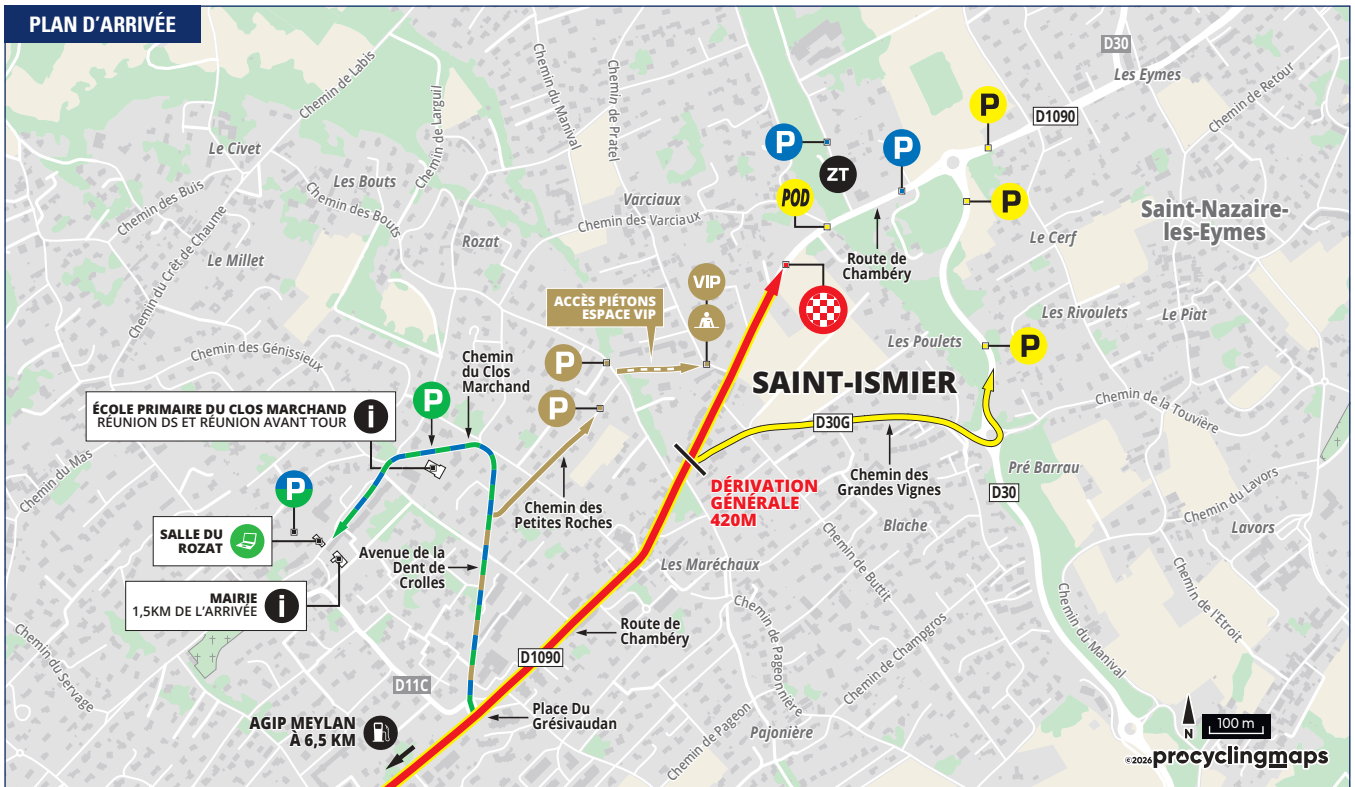 PLAN D'ARRIVÉE
D30
Les Eymes
Chemin de Retour
Chemin de Labis
Chemin du Manival
Chemin de Pratel
Chemin de Larguil
P
D1090
Le Civet
P
P
ZT
POD
Les Bouts
Chemin des Buis
Chemin des Bouts
Varciaux
Chemin des Varciaux
P
Saint-Nazaire-
les-Eymes
Le Cerf
Rozat
Le Millet
Chemin du Crêt de Chaume
Route de
Chambéry
VIP
ACCÈS PIÉTONS
ESPACE VIP
Les Rivoulets
Le Piat
Les Poulets
P
Chemin des Génissieux
Chemin
du Clos
Marchand
P
SAINT-ISMIER
P
P
Chemin de la Touvière
ÉCOLE PRIMAIRE DU CLOS MARCHAND
RÉUNION DS ET RÉUNION AVANT TOUR
i
D30G
Chemin du Mas
Chemin des
Grandes Vignes
Pré Barrau
P
DÉRIVATION
GÉNÉRALE
420M
D30
Chemin du Lavors
Chemin des
Petites Roches
Blache
Lavors
SALLE DU
ROZAT
Avenue de la
Dent de
Crolles
Les Maréchaux
Chemin de Buttit
MAIRIE
1,5KM DE L'ARRIVÉE
i
Chemin de l'Etroit
Chemin du Manival
Route de
Chambéry
Chemin de Pageonnière
Chemin de Champgros
Chemin du Servage
D1090
D11C
Place Du
Grésivaudan
AGIP MEYLAN
À 6,5 KM
Chemin de Pageon
Pajonière
N
100 m
©2026 procyclingmaps